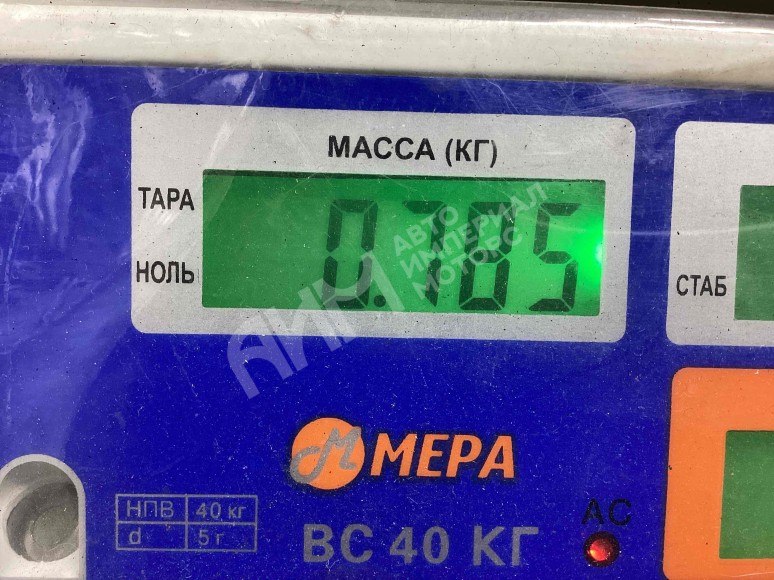 МАССА (КГ)
ТАРА
0.785
НОЛЬ
СТАБ
АИМ
АВТО
ИМПЕРИАЛ
МОТОРС
М МЕРА
НПВ 40 кг
d 5 г
ВС 40 КГ
AC